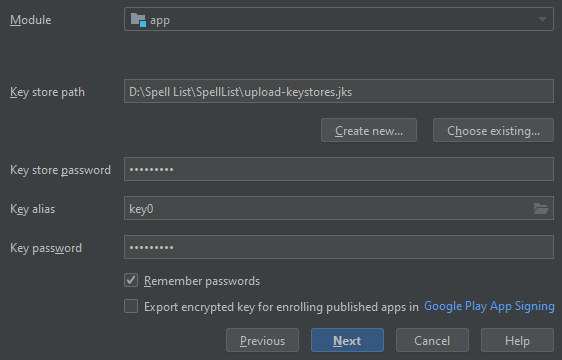 Module app
Key store path D:\Spell List\SpellList\upload-keystores.jks
Create new... Choose existing...
Key store password •••••••••
Key alias key0
Key password •••••••••
Remember passwords
Export encrypted key for enrolling published apps in Google Play App Signing
Previous Next Cancel Help